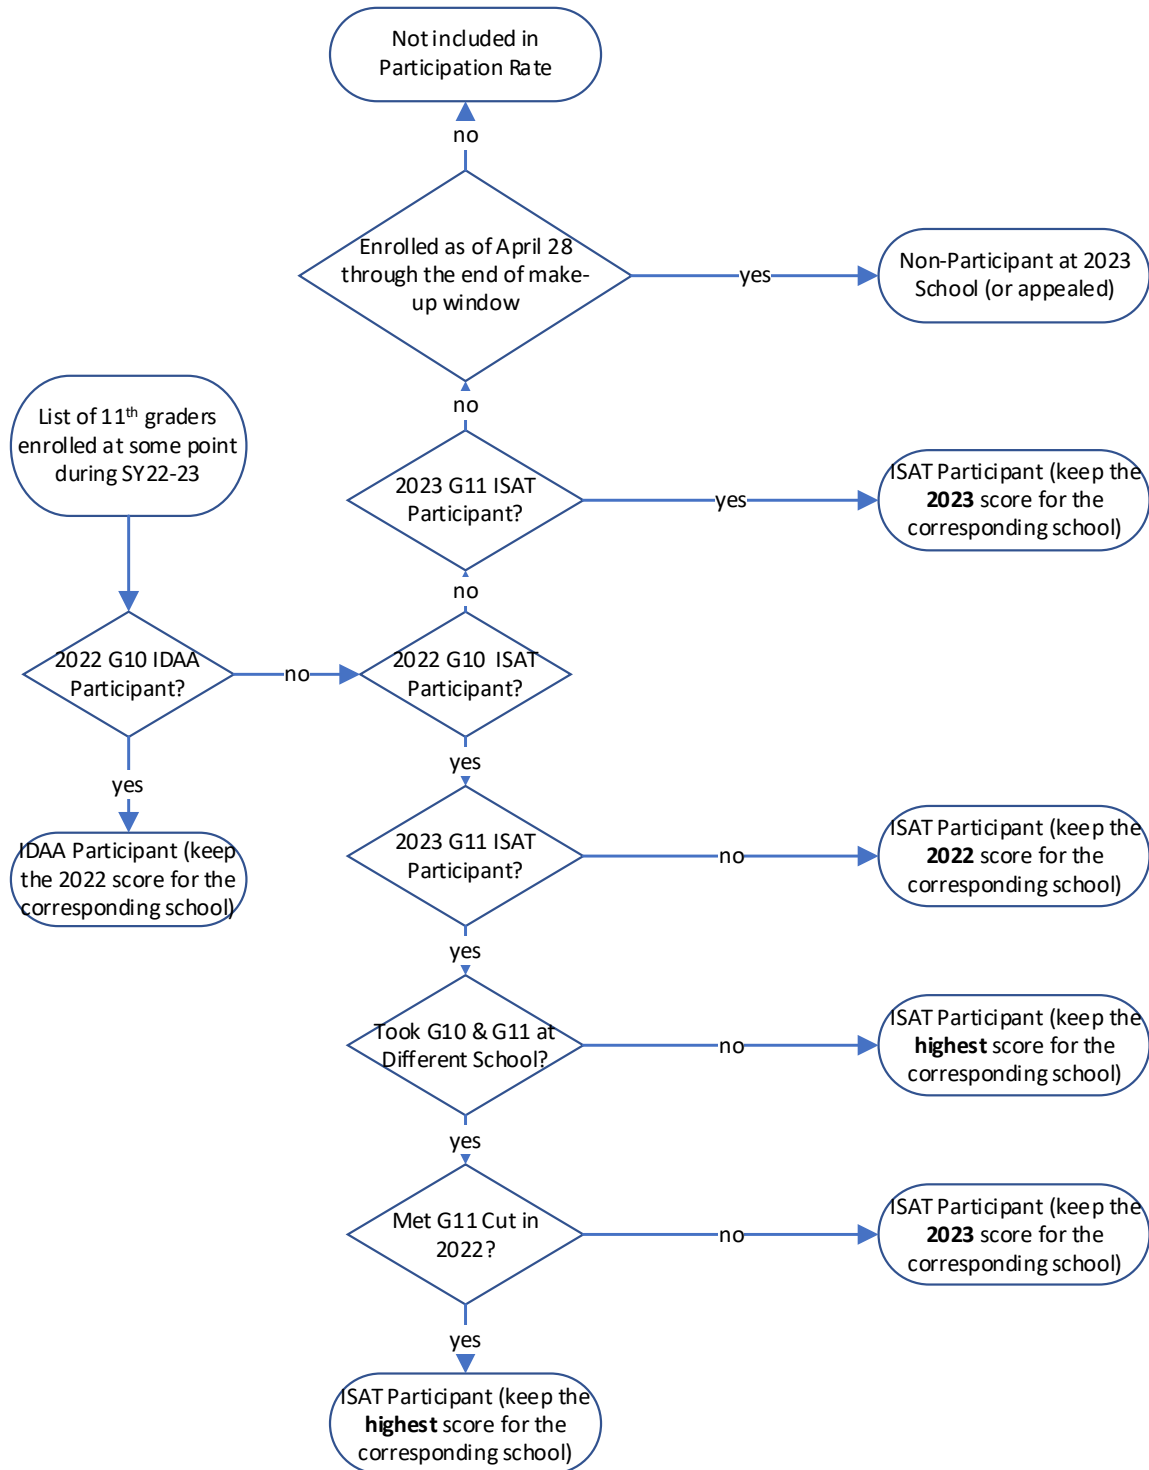 Not included in
Participation Rate
no
Enrolled as of April 28
through the end of make-
up window
yes
Non-Participant at 2023
School (or appealed)
no
List of 11th graders
enrolled at some point
during SY22-23
2023 G11 ISAT
Participant?
yes
ISAT Participant (keep the
2023 score for the
corresponding school)
no
2022 G10 IDAA
Participant?
no
2022 G10 ISAT
Participant?
yes
yes
IDAA Participant (keep
the 2022 score for the
corresponding school)
2023 G11 ISAT
Participant?
no
ISAT Participant (keep the
2022 score for the
corresponding school)
yes
Took G10 & G11 at
Different School?
no
ISAT Participant (keep the
highest score for the
corresponding school)
yes
Met G11 Cut in
2022?
no
ISAT Participant (keep the
2023 score for the
corresponding school)
yes
ISAT Participant (keep the
highest score for the
corresponding school)